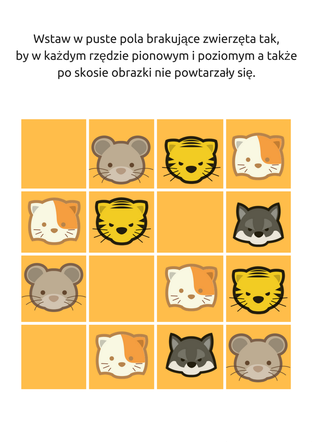 Wstaw w puste pola brakujące zwierzęta tak,
by w każdym rzędzie pionowym i poziomym a także
po skosie obrazki nie powtarzały się.